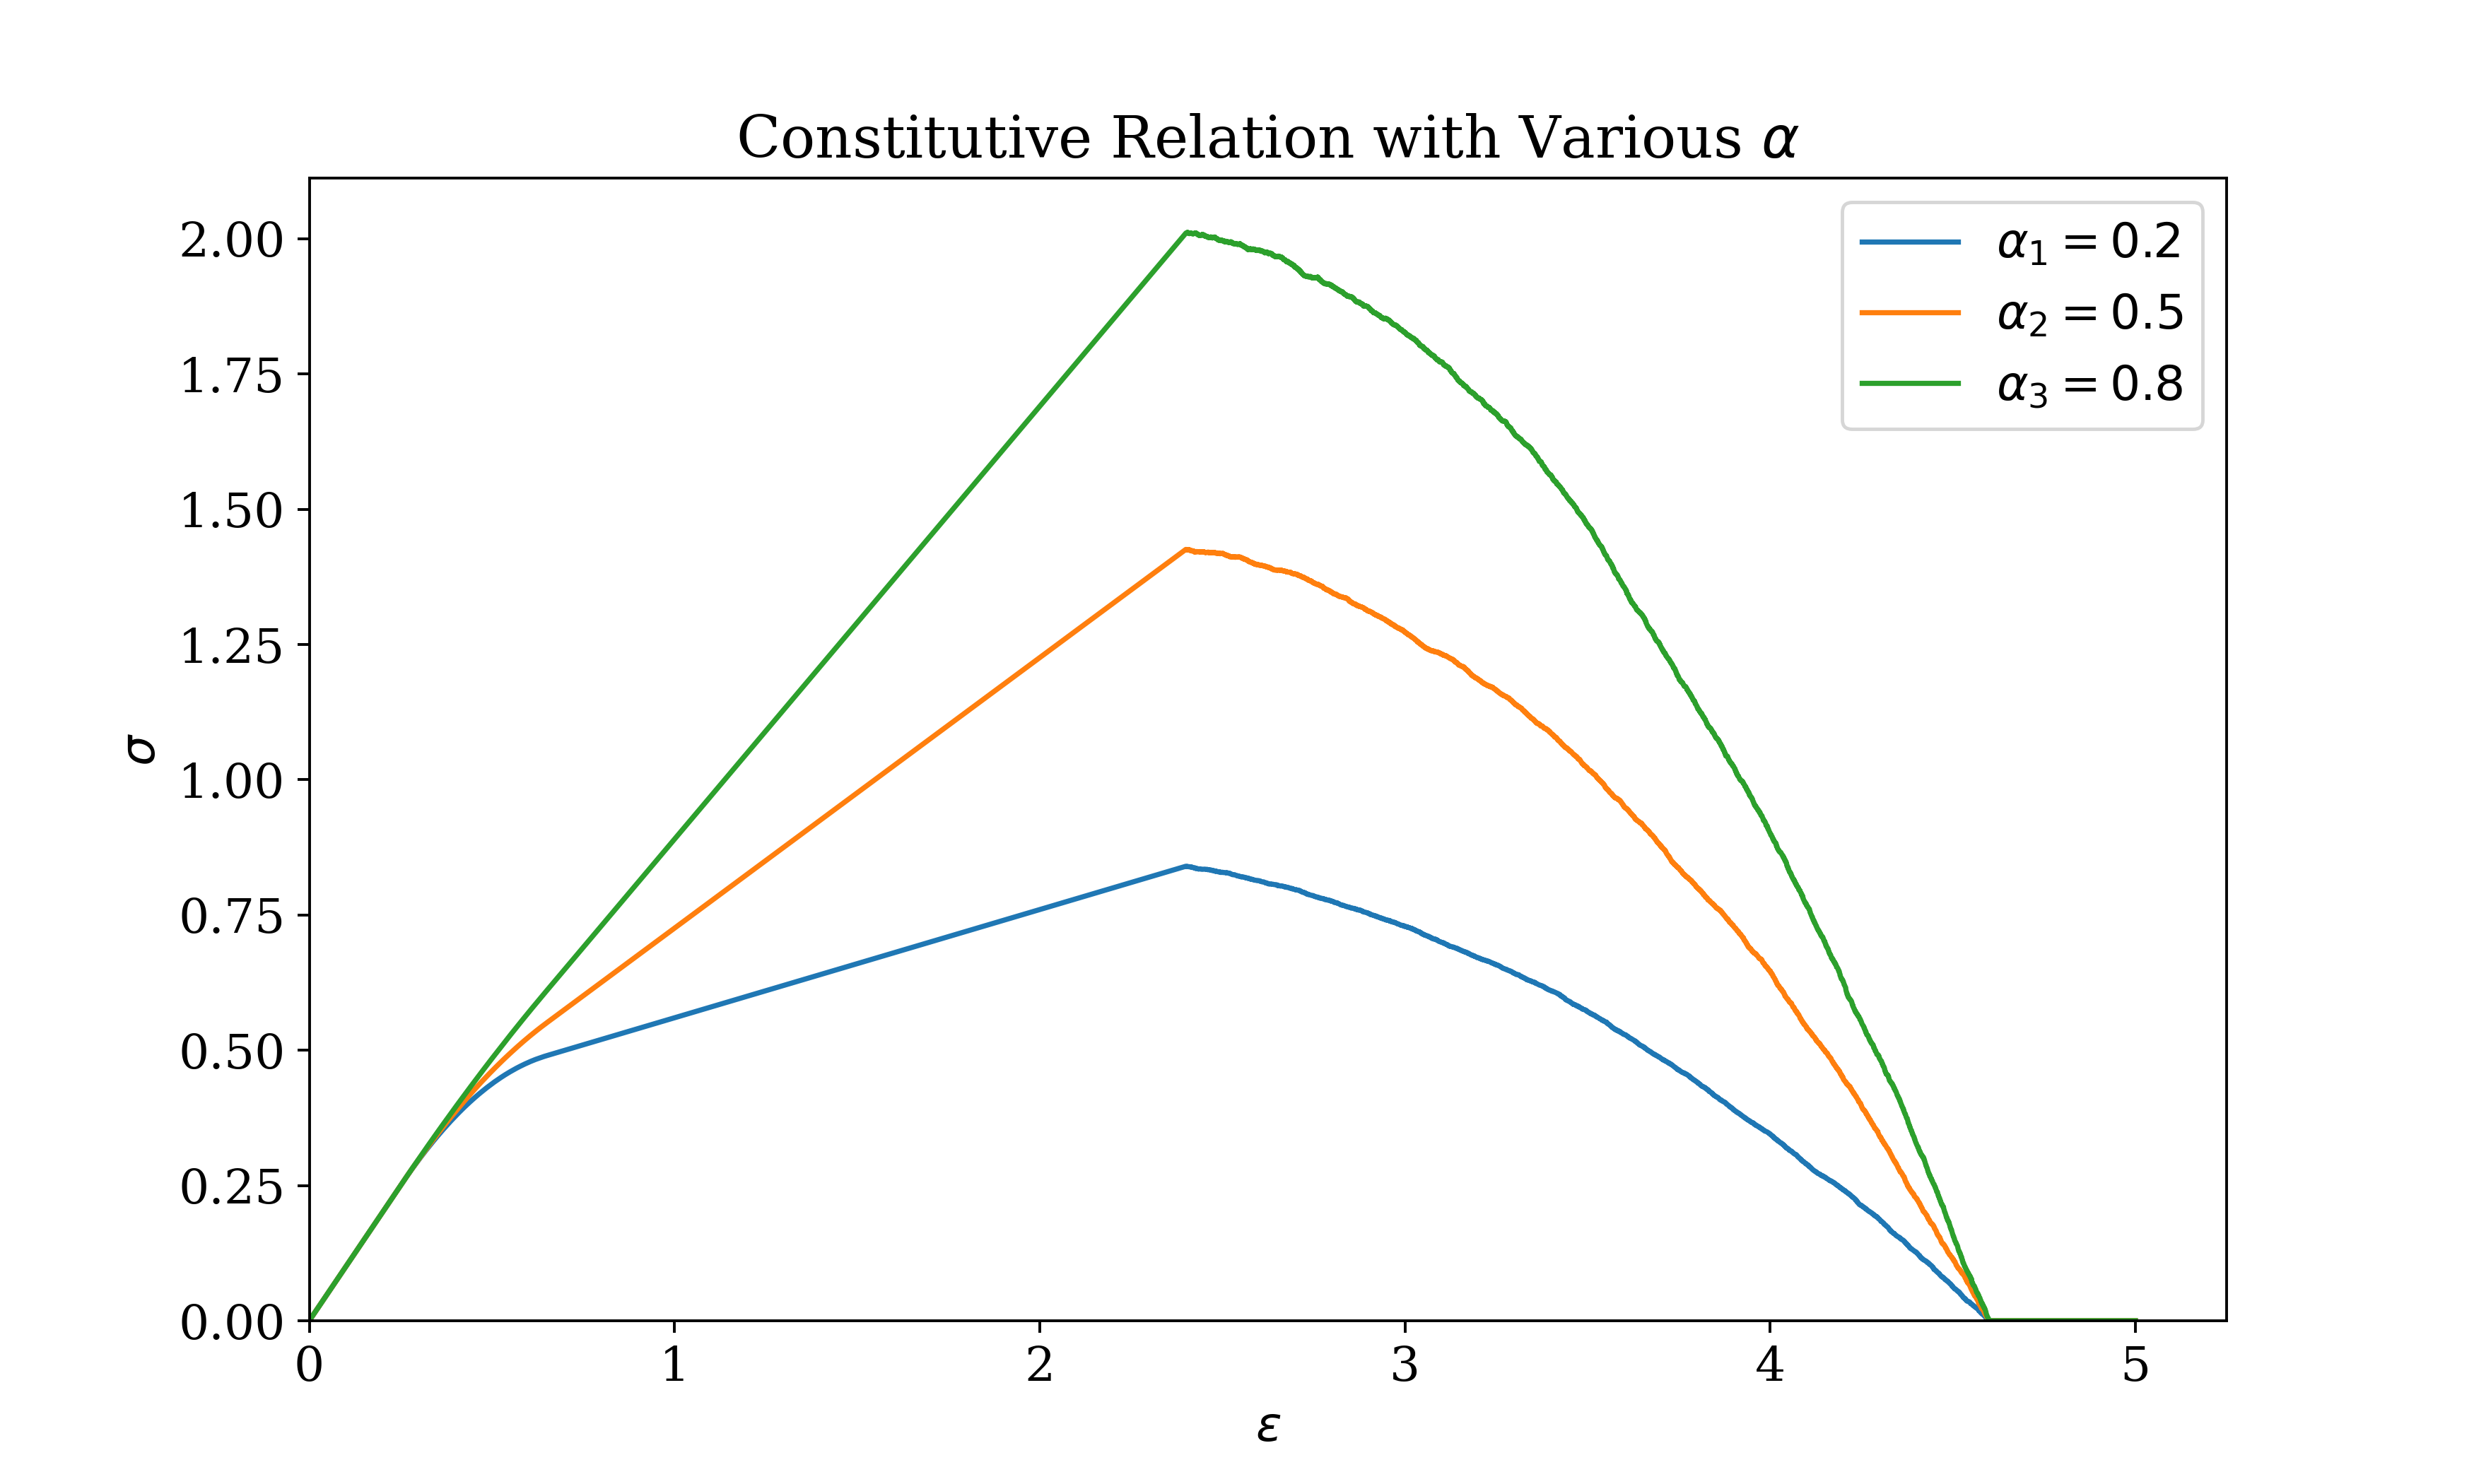 Constitutive Relation with Various α
2.00
1.75
1.50
1.25
1.00
0.75
0.50
0.25
0.00
σ
0 1 2 3 4 5
ε
α₁ = 0.2
α₂ = 0.5
α₃ = 0.8